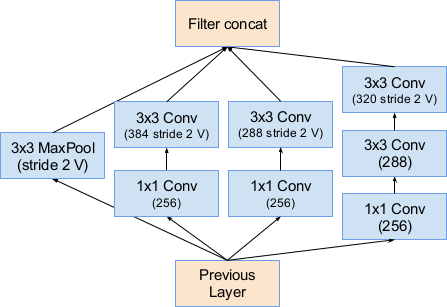 Filter concat
3x3 MaxPool
(stride 2 V)
3x3 Conv
(384 stride 2 V)
1x1 Conv
(256)
3x3 Conv
(288 stride 2 V)
1x1 Conv
(256)
3x3 Conv
(320 stride 2 V)
3x3 Conv
(288)
1x1 Conv
(256)
Previous
Layer